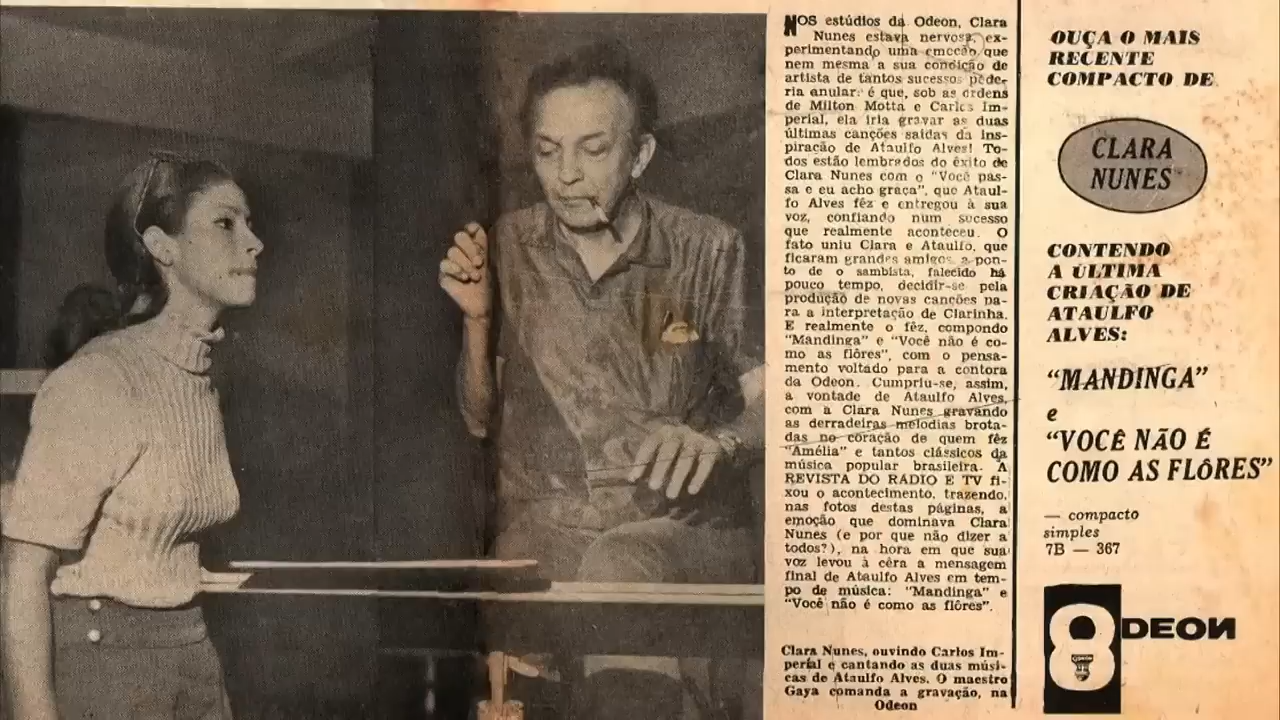 NOS estúdios da Odeon, Clara
Nunes estava nervosa, ex-
perimentando uma emoção que
nem mesma a sua condição de
artista de tantos sucessos pode-
ria anular: é que, sob as ordens
de Milton Motta e Carlos Im-
perial, ela iria gravar as duas
últimas canções saídas da ins-
piração de Ataulfo Alves! To-
dos estão lembrados do êxito de
Clara Nunes com o "Você pas-
sa e eu acho graça", que Ataul-
fo Alves fêz e entregou à sua
voz, confiando num sucesso
que realmente aconteceu. O
fato uniu Clara e Ataulfo, que
ficaram grandes amigos a pon-
to de o sambista, falecido há
pouco tempo, decidir-se pela
produção de novas canções pa-
ra a interpretação de Clarinha.
E realmente o fêz, compondo
"Mandinga" e "Você não é co-
mo as flôres", com o pensa-
mento voltado para a contora
da Odeon. Cumpriu-se, assim,
a vontade de Ataulfo Alves,
com a Clara Nunes gravando
as derradeiras melodias brota-
das no coração de quem fêz
"Amélia" e tantos clássicos da
música popular brasileira. A
REVISTA DO RADIO E TV fi-
xou o acontecimento, trazendo,
nas fotos destas páginas, a
emoção que dominava Clara
Nunes (e por que não dizer a
todos?), na hora em que sua
voz levou à cêra a mensagem
final de Ataulfo Alves em tem-
po de música: "Mandinga" e
"Você não é como as flôres".
Clara Nunes, ouvindo Carlos Im-
perial e cantando as duas músi-
cas de Ataulfo Alves. O maestro
Gaya comanda a gravação, na
Odeon
OUÇA O MAIS
RECENTE
COMPACTO DE
CLARA
NUNES
CONTENDO
A ÚLTIMA
CRIAÇÃO DE
ATAULFO
ALVES:
"MANDINGA"
e
"VOCÊ NÃO É
COMO AS FLÔRES"
— compacto
simples
7B — 367
ODEON